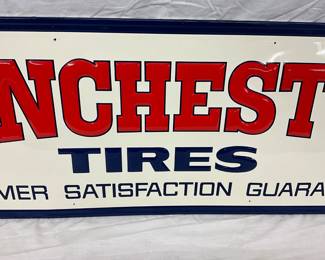 NCHEST
TIRES
MER SATISFACTION GUARA